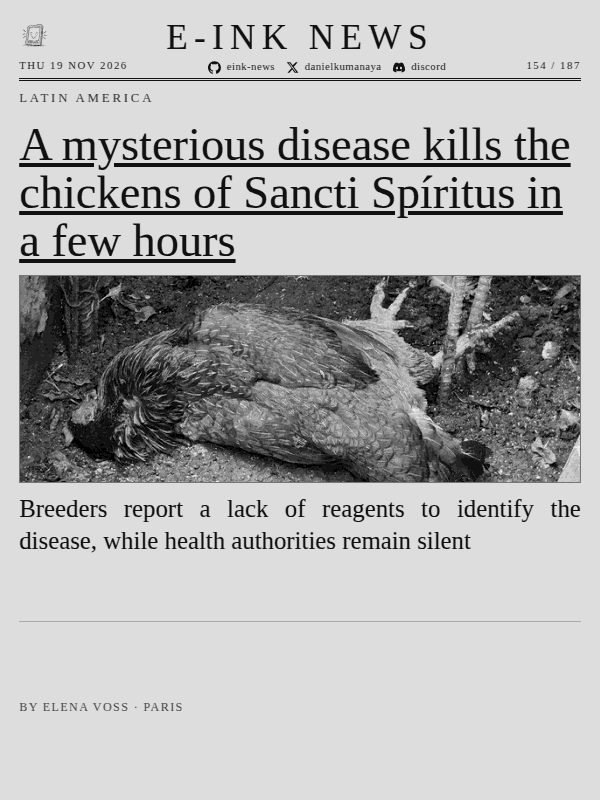 E-INK NEWS
THU 19 NOV 2026
eink-news
danielkumanaya
discord
154 / 187
LATIN AMERICA
A mysterious disease kills the
chickens of Sancti Spíritus in
a few hours
Breeders report a lack of reagents to identify the
disease, while health authorities remain silent
BY ELENA VOSS · PARIS